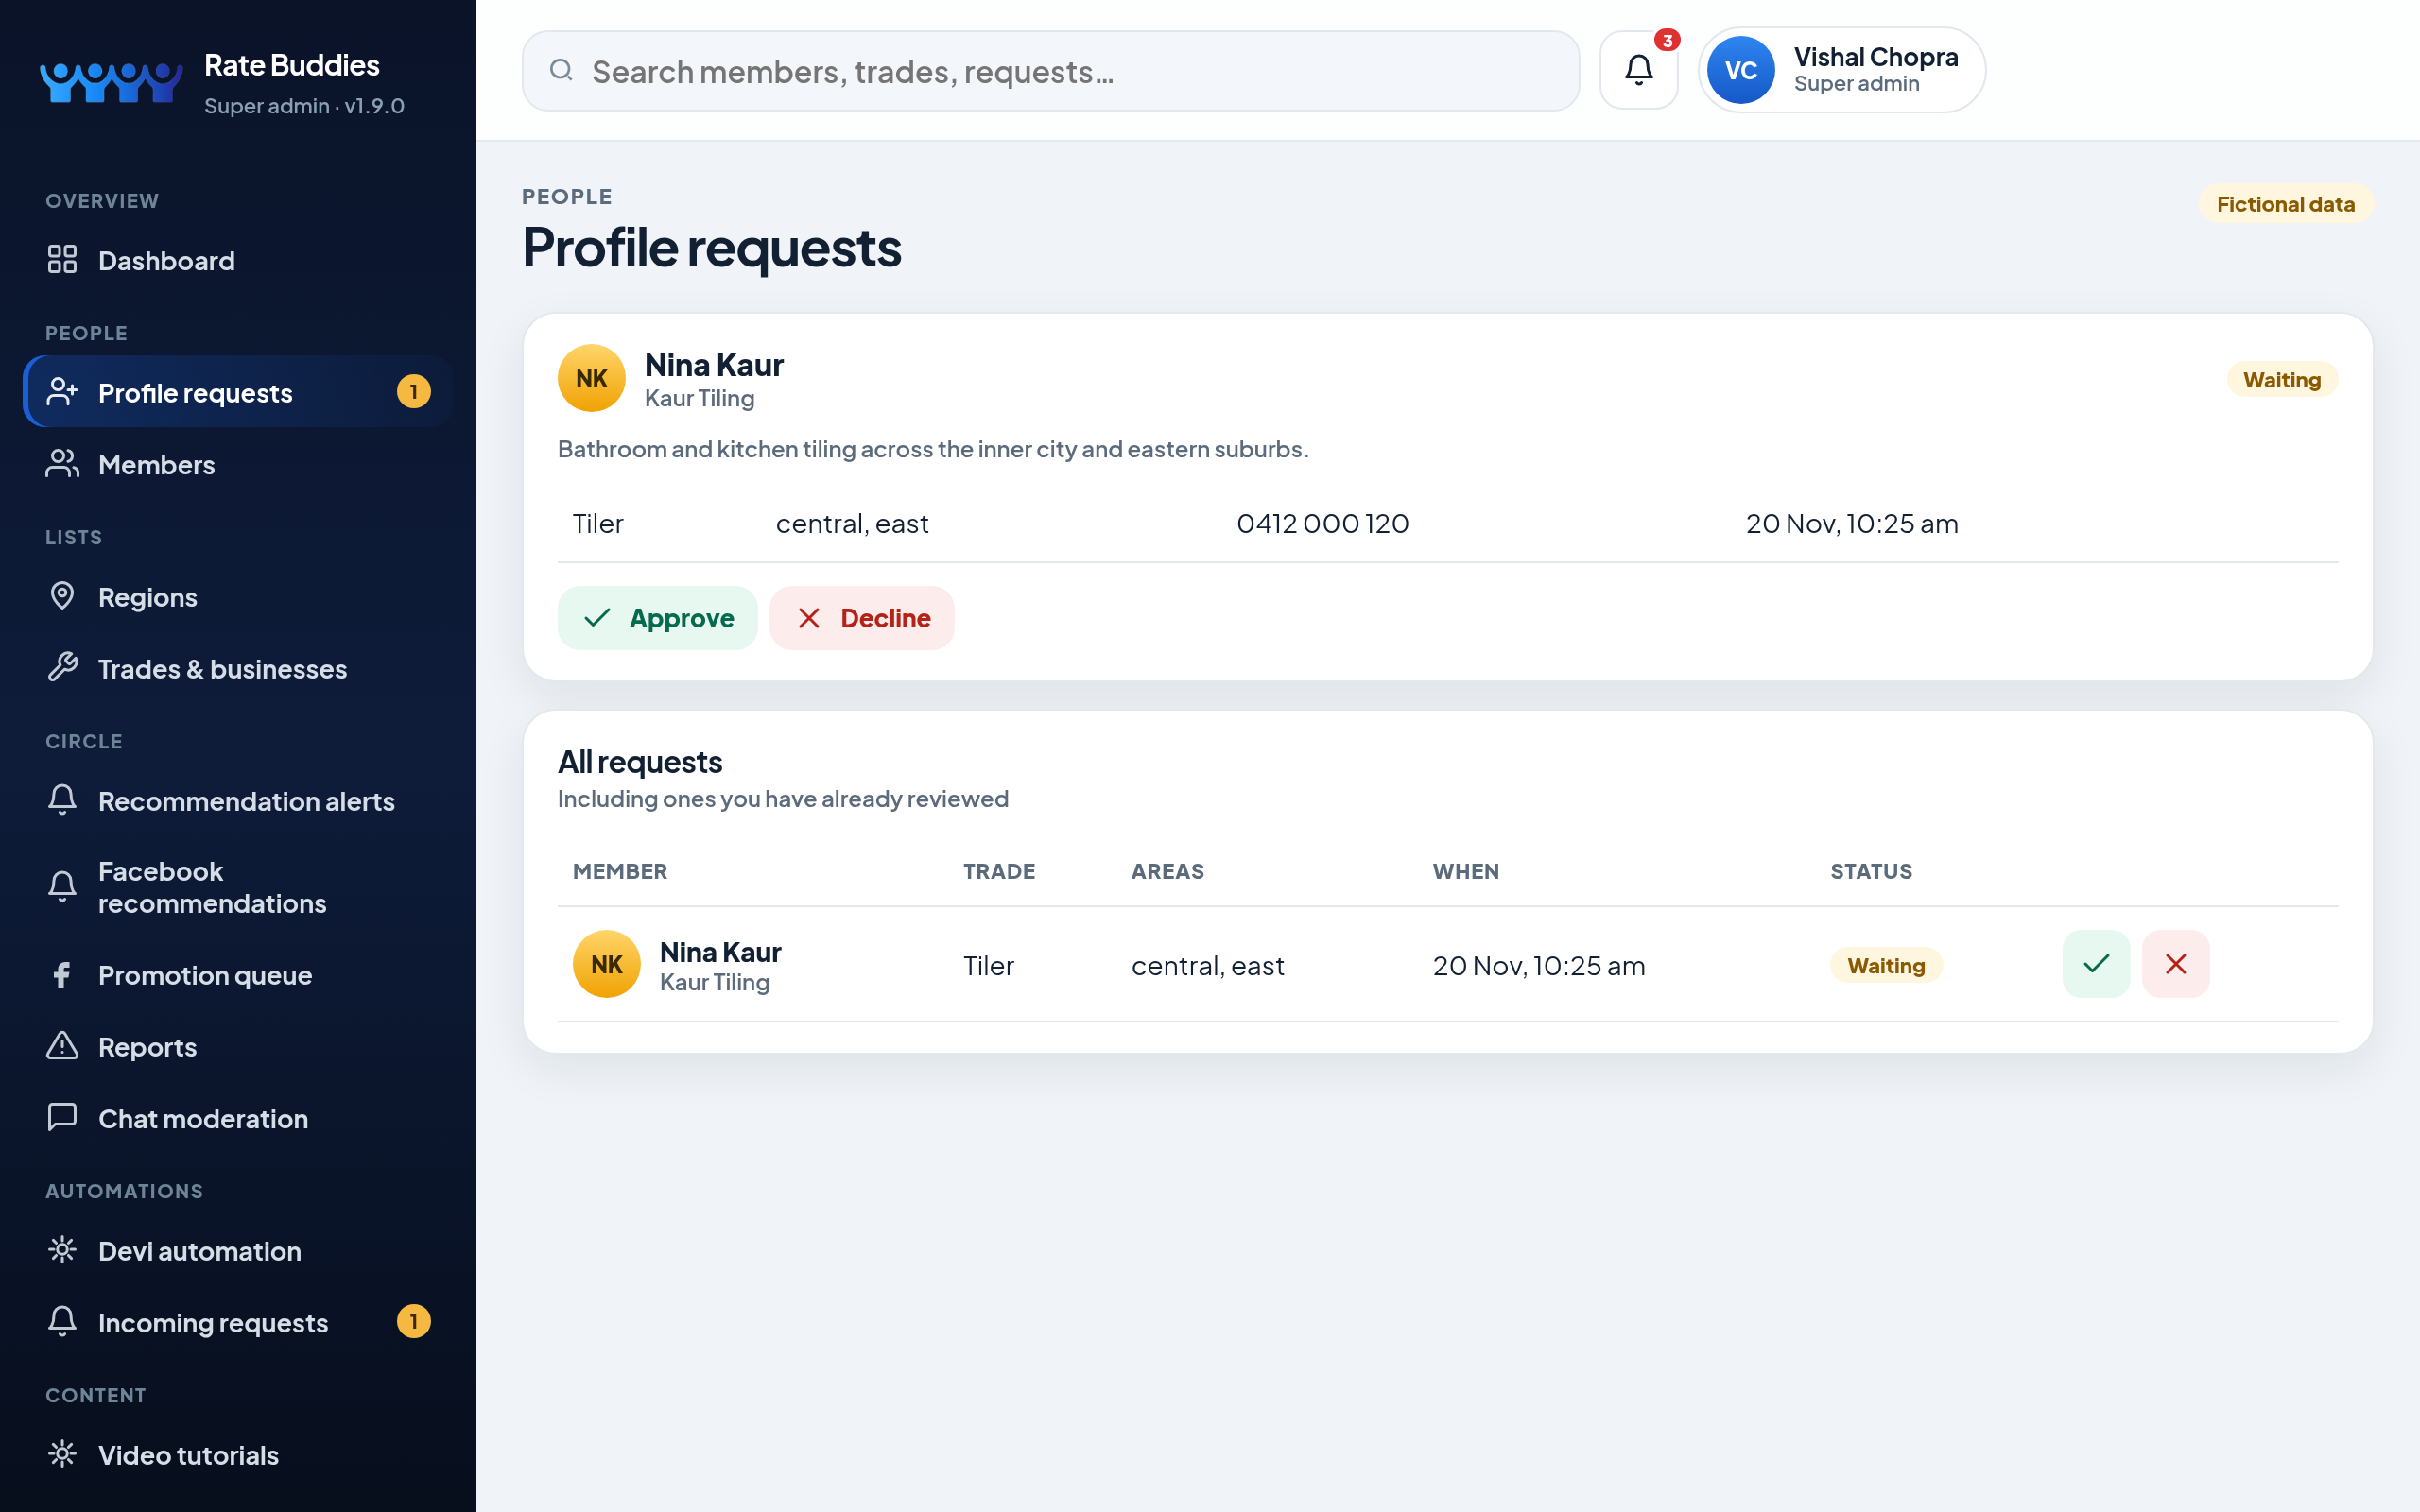 Rate Buddies
Super admin · v1.9.0
OVERVIEW
Dashboard
PEOPLE
Profile requests 1
Members
LISTS
Regions
Trades & businesses
CIRCLE
Recommendation alerts
Facebook
recommendations
Promotion queue
Reports
Chat moderation
AUTOMATIONS
Devi automation
Incoming requests 1
CONTENT
Video tutorials
Search members, trades, requests...
3
VC
Vishal Chopra
Super admin
PEOPLE
Fictional data
Profile requests
NK
Nina Kaur
Kaur Tiling
Waiting
Bathroom and kitchen tiling across the inner city and eastern suburbs.
Tiler central, east 0412 000 120 20 Nov, 10:25 am
Approve Decline
All requests
Including ones you have already reviewed
MEMBER TRADE AREAS WHEN STATUS
NK
Nina Kaur
Kaur Tiling
Tiler central, east 20 Nov, 10:25 am Waiting